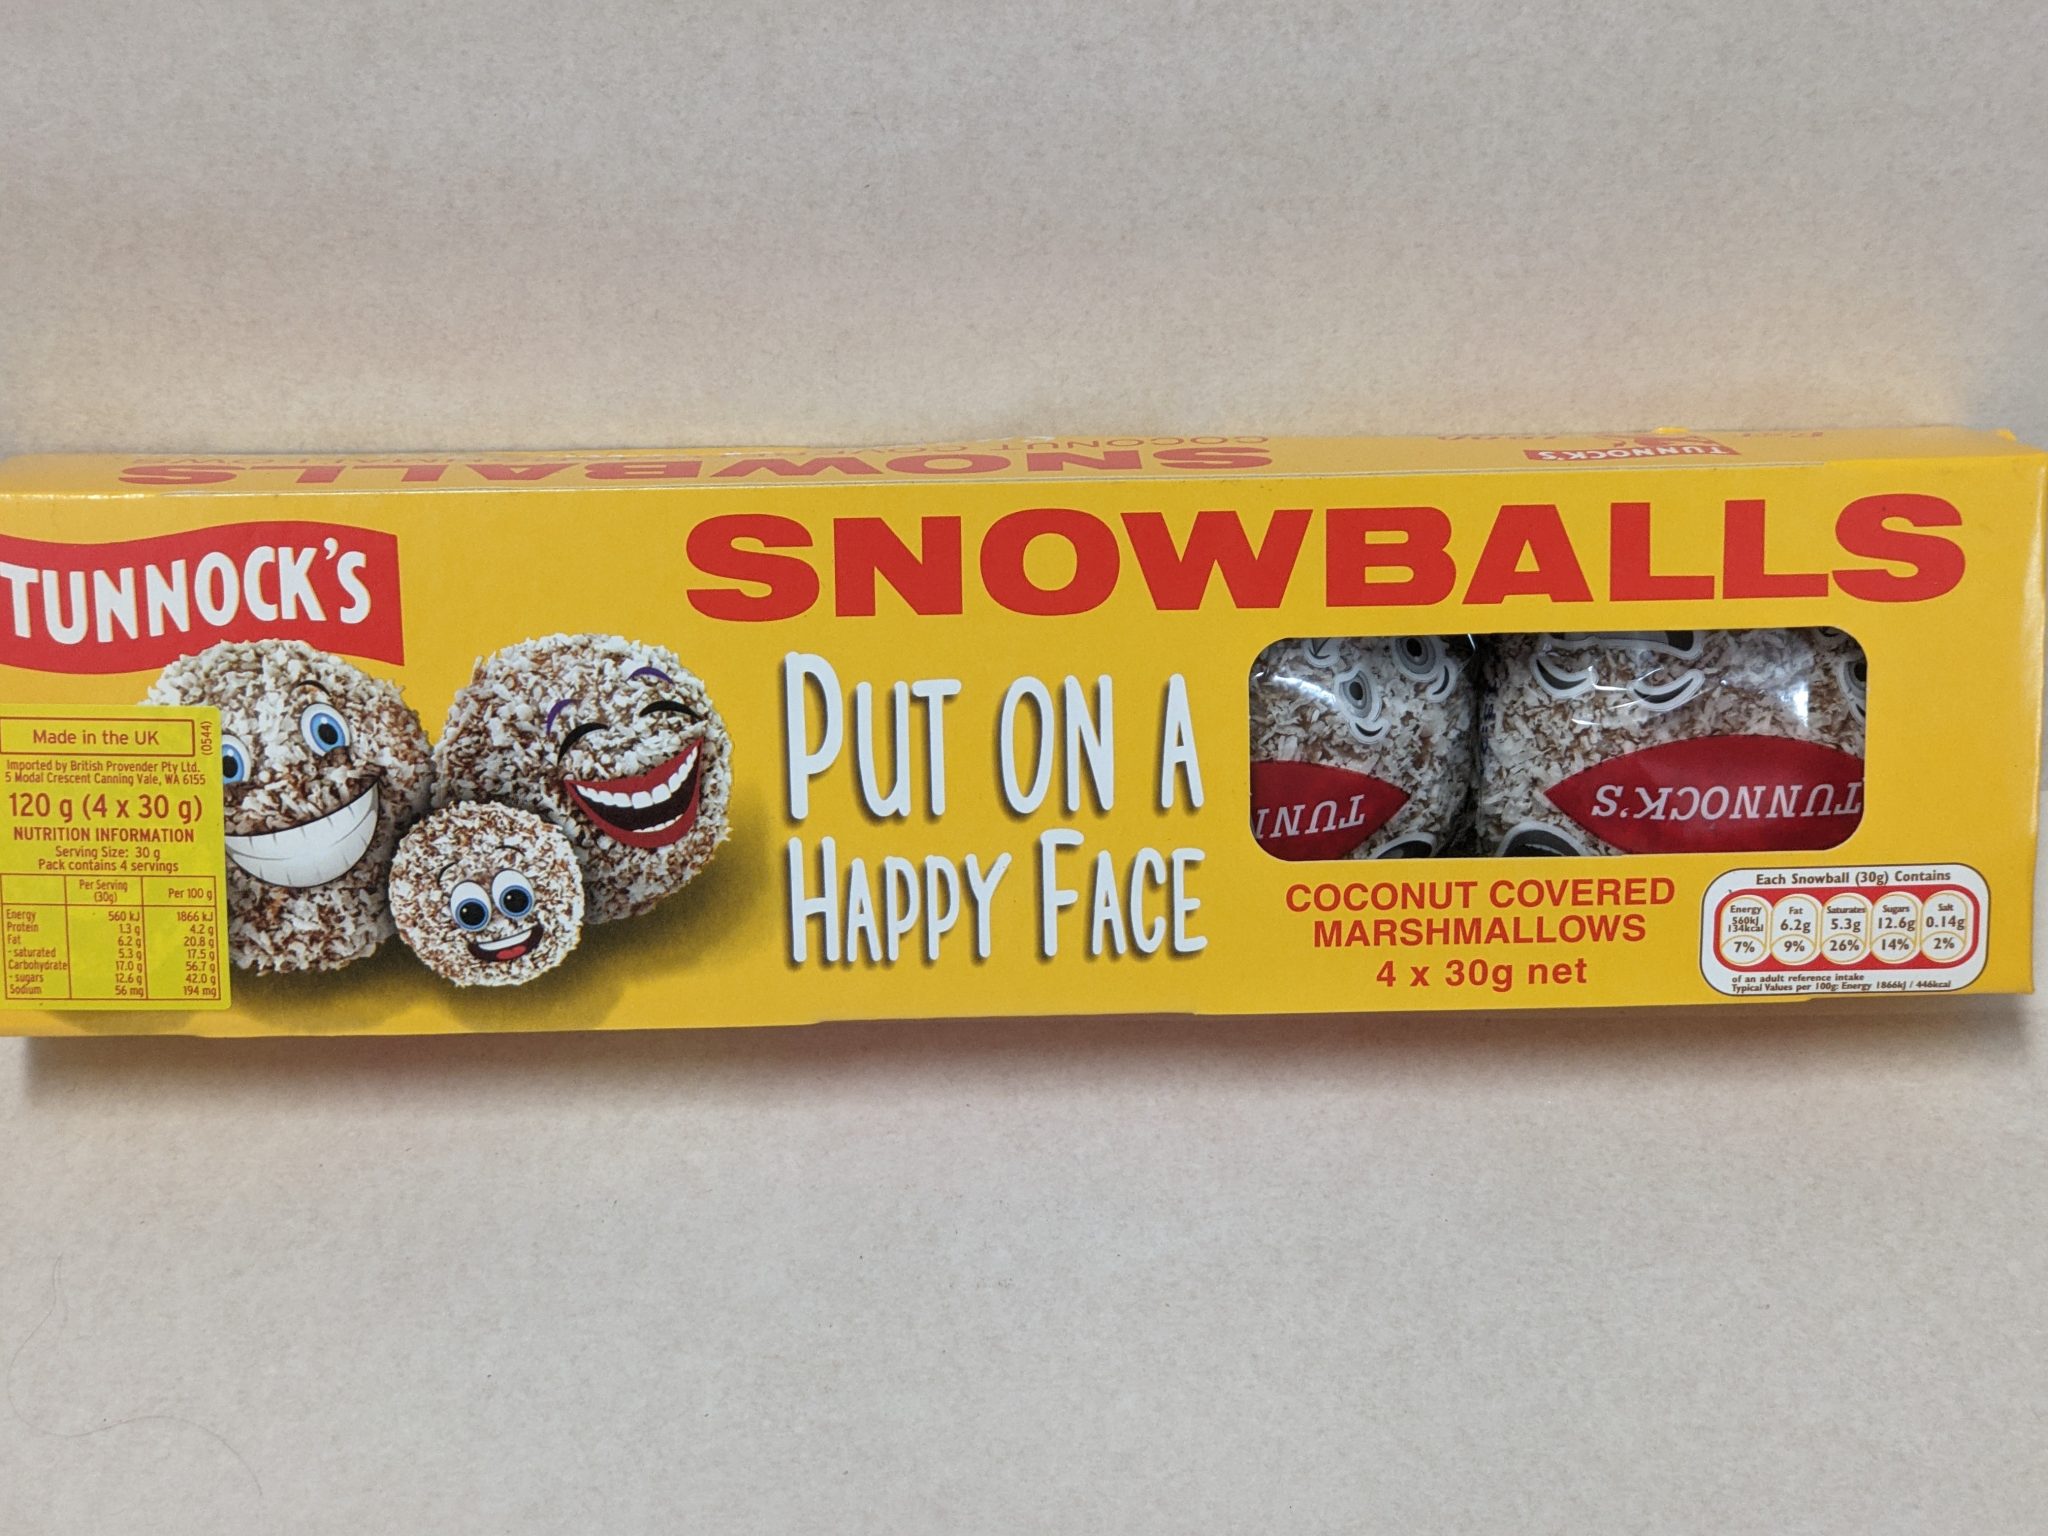 SNOWBALLS
TUNNOCK'S
TUNNOCK'S
SNOWBALLS
PUT ON A
HAPPY FACE
TUNNOCK'S
COCONUT COVERED
MARSHMALLOWS
4 x 30g net
Each Snowball (30g) Contains
Energy Fat Saturates Sugars Salt
560kJ 134kcal 6.2g 5.3g 12.6g 0.14g
7% 9% 26% 14% 2%
of an adult reference intake
Typical Values per 100g: Energy 1866kJ / 446kcal
Made in the UK
(0544)
Imported by British Provender Pty Ltd.
5 Modal Crescent Canning Vale, WA 6155
120 g (4 x 30 g)
NUTRITION INFORMATION
Serving Size: 30 g
Pack contains 4 servings
Per Serving (30g) Per 100 g
Energy 560 kJ 1866 kJ
Protein 1.3 g 4.2 g
Fat 6.2 g 20.8 g
- saturated 5.3 g 17.5 g
Carbohydrate 17.0 g 56.7 g
- sugars 12.6 g 42.0 g
Sodium 56 mg 194 mg